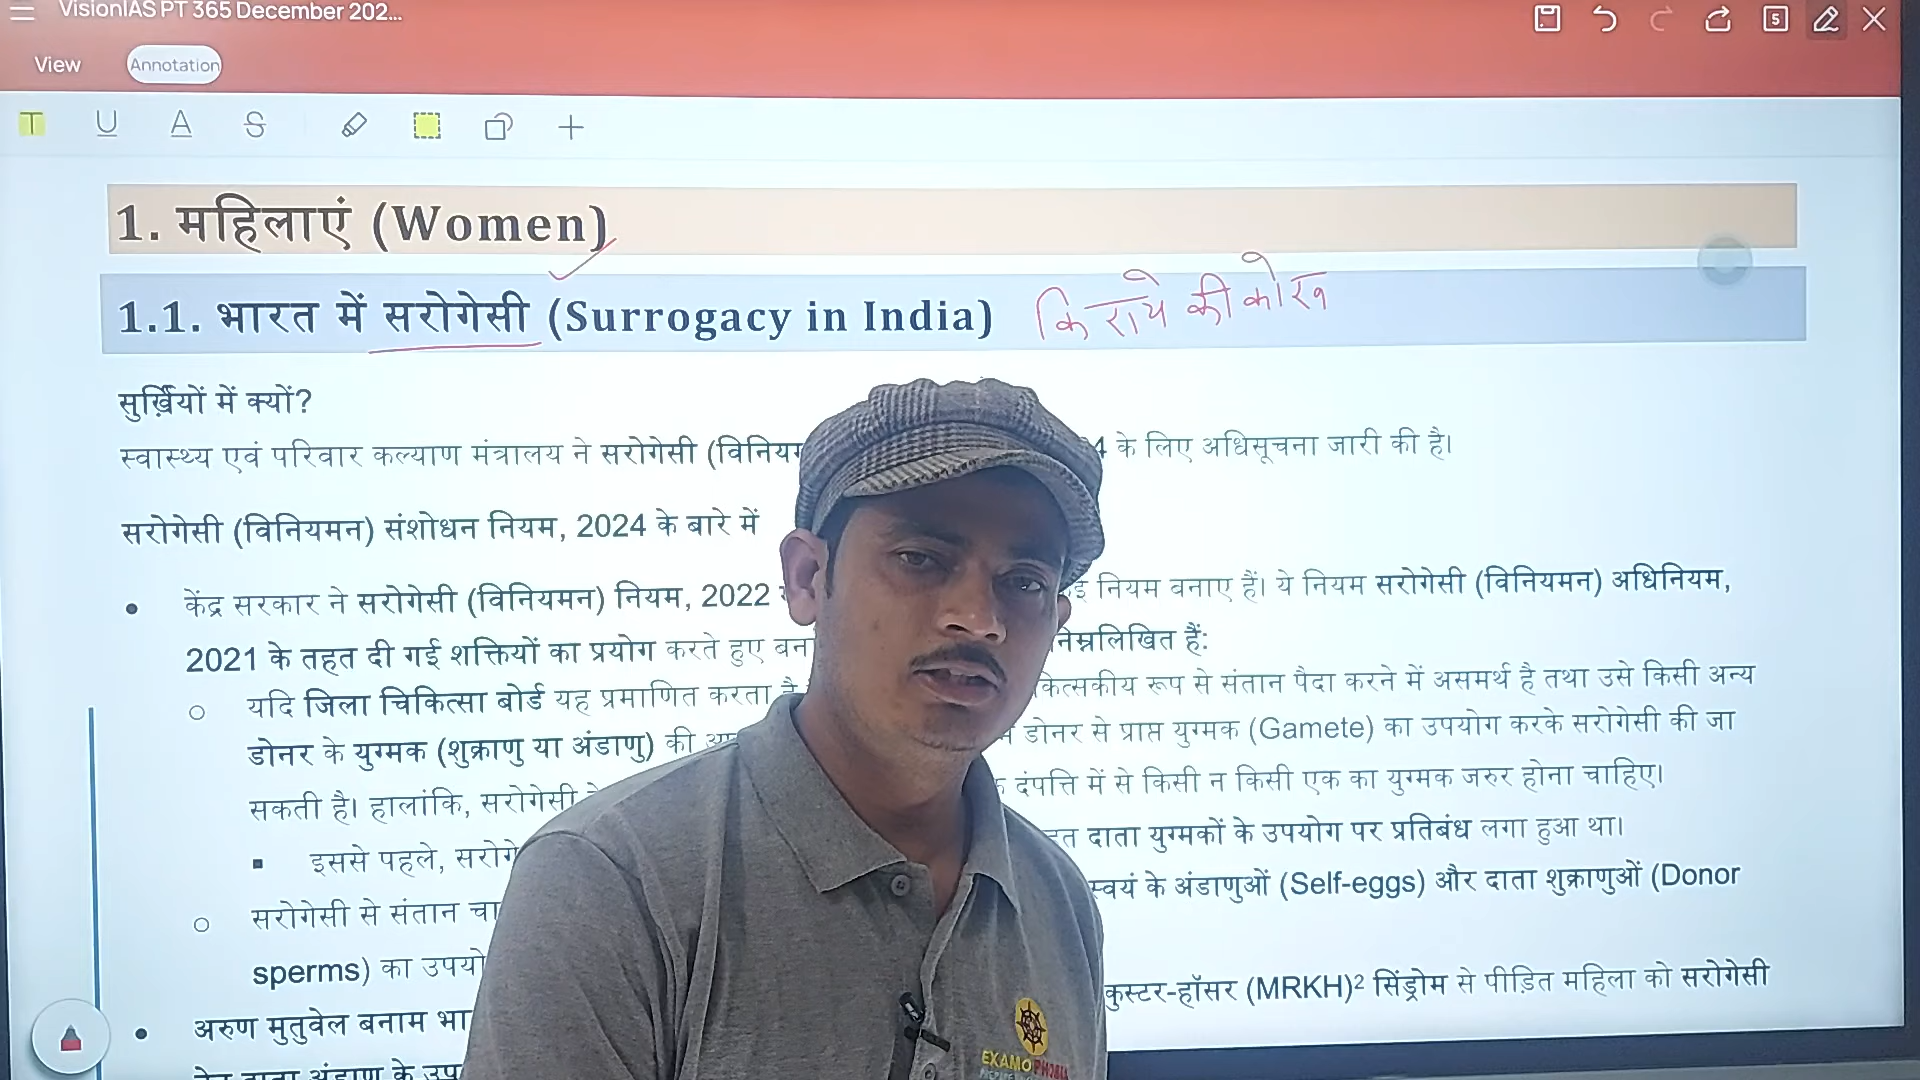 VisionIAS PT 365 December 202...
View Annotation
T U A S
1. महिलाएं (Women)
1.1. भारत में सरोगेसी (Surrogacy in India) किराये की कोख
सुर्ख़ियों में क्यों?
स्वास्थ्य एवं परिवार कल्याण मंत्रालय ने सरोगेसी (विनियम 4 के लिए अधिसूचना जारी की है।
सरोगेसी (विनियमन) संशोधन नियम, 2024 के बारे में
केंद्र सरकार ने सरोगेसी (विनियमन) नियम, 2022 नियम बनाए हैं। ये नियम सरोगेसी (विनियमन) अधिनियम,
2021 के तहत दी गई शक्तियों का प्रयोग करते हुए बना निम्नलिखित हैं:
यदि जिला चिकित्सा बोर्ड यह प्रमाणित करता है कित्सकीय रूप से संतान पैदा करने में असमर्थ है तथा उसे किसी अन्य
डोनर के युग्मक (शुक्राणु या अंडाणु) की डोनर से प्राप्त युग्मक (Gamete) का उपयोग करके सरोगेसी की जा
सकती है। हालांकि, सरोगेसी दंपत्ति में से किसी न किसी एक का युग्मक जरुर होना चाहिए।
इससे पहले, सरोगे दाता युग्मकों के उपयोग पर प्रतिबंध लगा हुआ था।
सरोगेसी से संतान चा स्वयं के अंडाणुओं (Self-eggs) और दाता शुक्राणुओं (Donor
sperms) का उपयो
कुस्टर-हॉसर (MRKH)2 सिंड्रोम से पीड़ित महिला को सरोगेसी
अरुण मुतुवेल बनाम भा
दाता अंडाण के उप
EXAMO PHOBIA